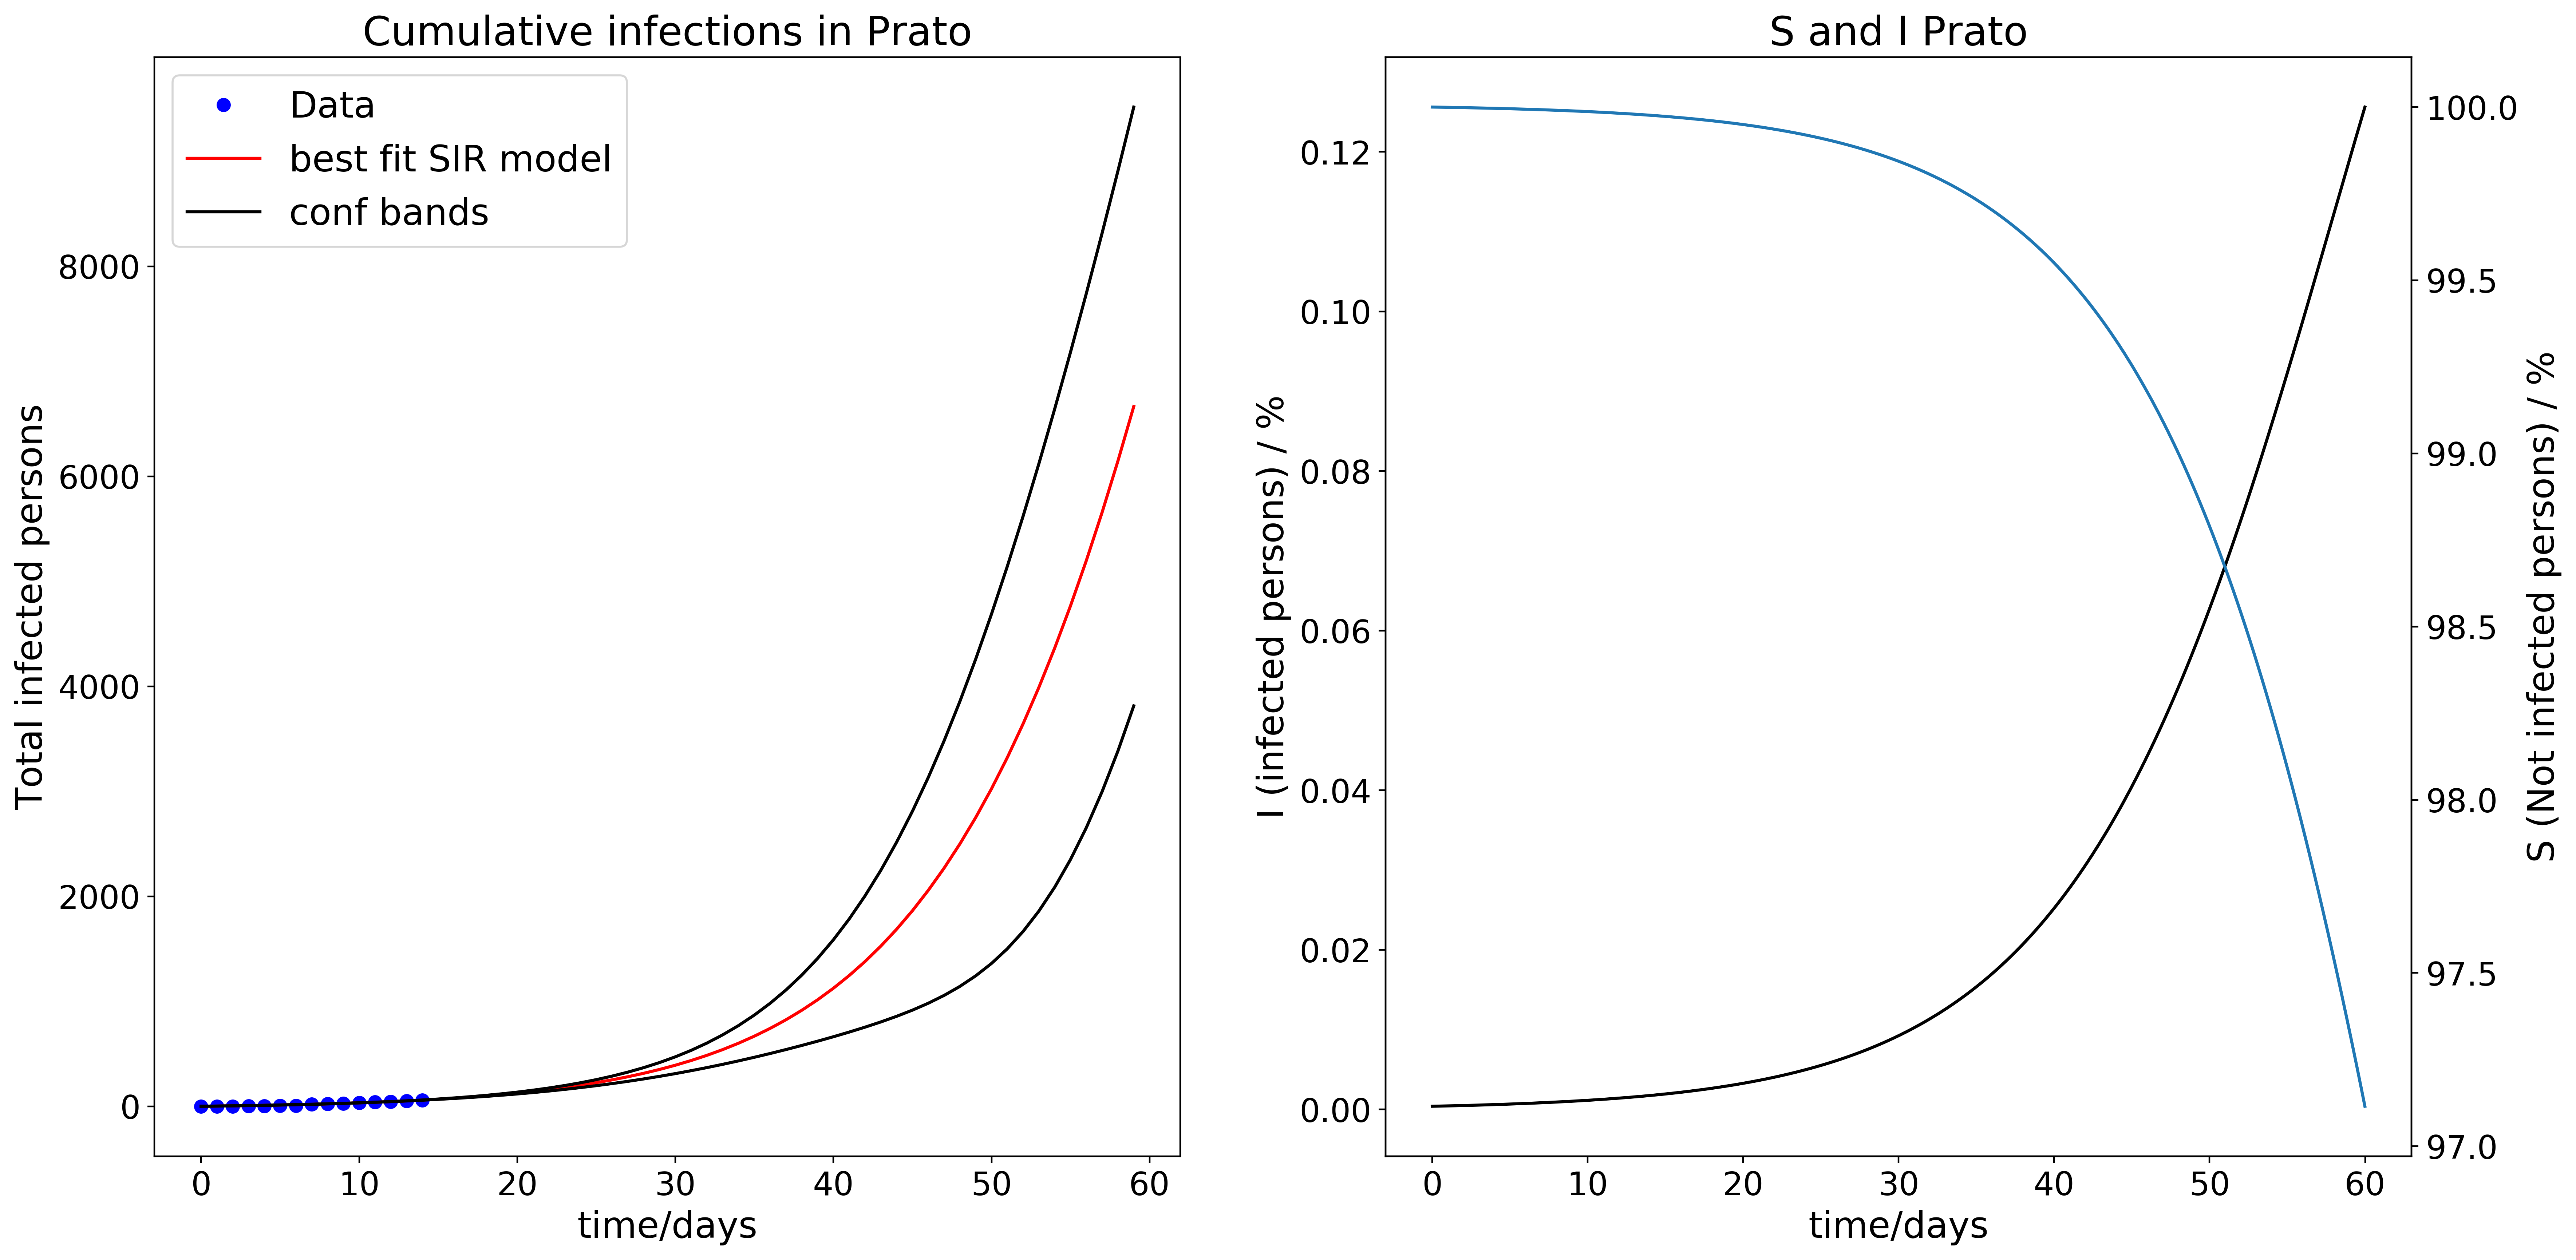 Cumulative infections in Prato
Data
best fit SIR model
conf bands
Total infected persons
8000
6000
4000
2000
0
0 10 20 30 40 50 60
time/days
S and I Prato
I (infected persons) / %
0.12
0.10
0.08
0.06
0.04
0.02
0.00
0 10 20 30 40 50 60
time/days
100.0
99.5
99.0
98.5
98.0
97.5
97.0
S (Not infected persons) / %